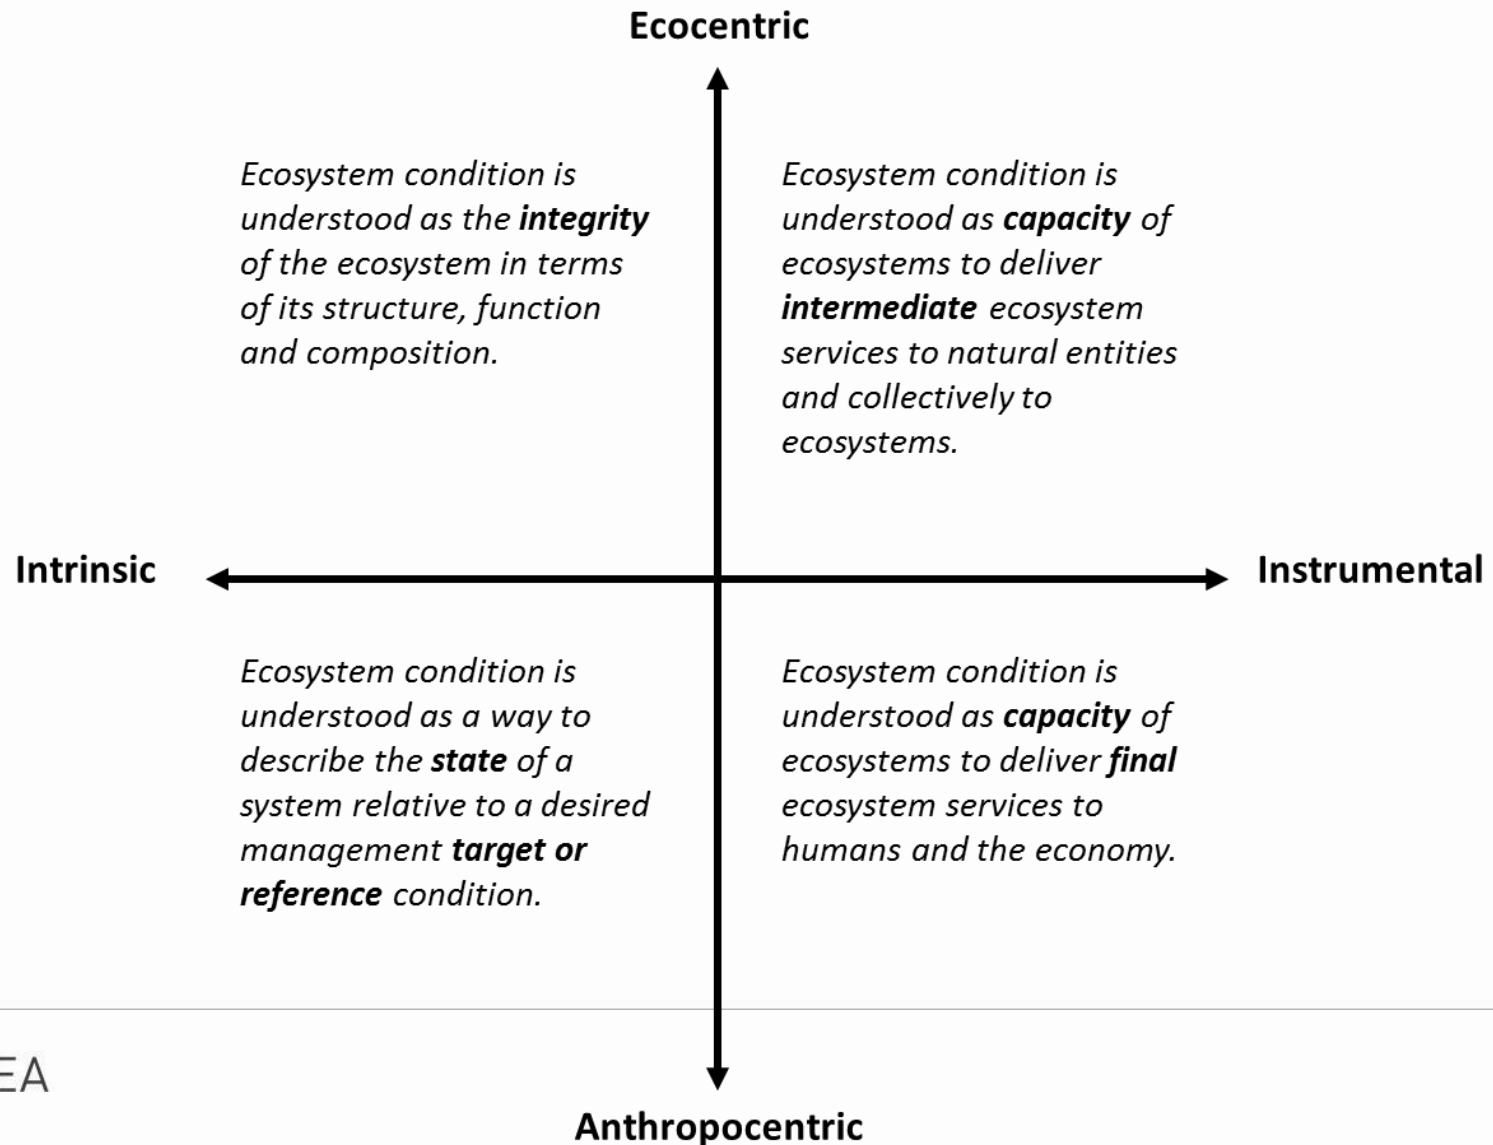 Ecocentric
Ecosystem condition is
understood as the integrity
of the ecosystem in terms
of its structure, function
and composition.
Ecosystem condition is
understood as capacity of
ecosystems to deliver
intermediate ecosystem
services to natural entities
and collectively to
ecosystems.
Intrinsic
Instrumental
Ecosystem condition is
understood as a way to
describe the state of a
system relative to a desired
management target or
reference condition.
Ecosystem condition is
understood as capacity of
ecosystems to deliver final
ecosystem services to
humans and the economy.
EA
Anthropocentric